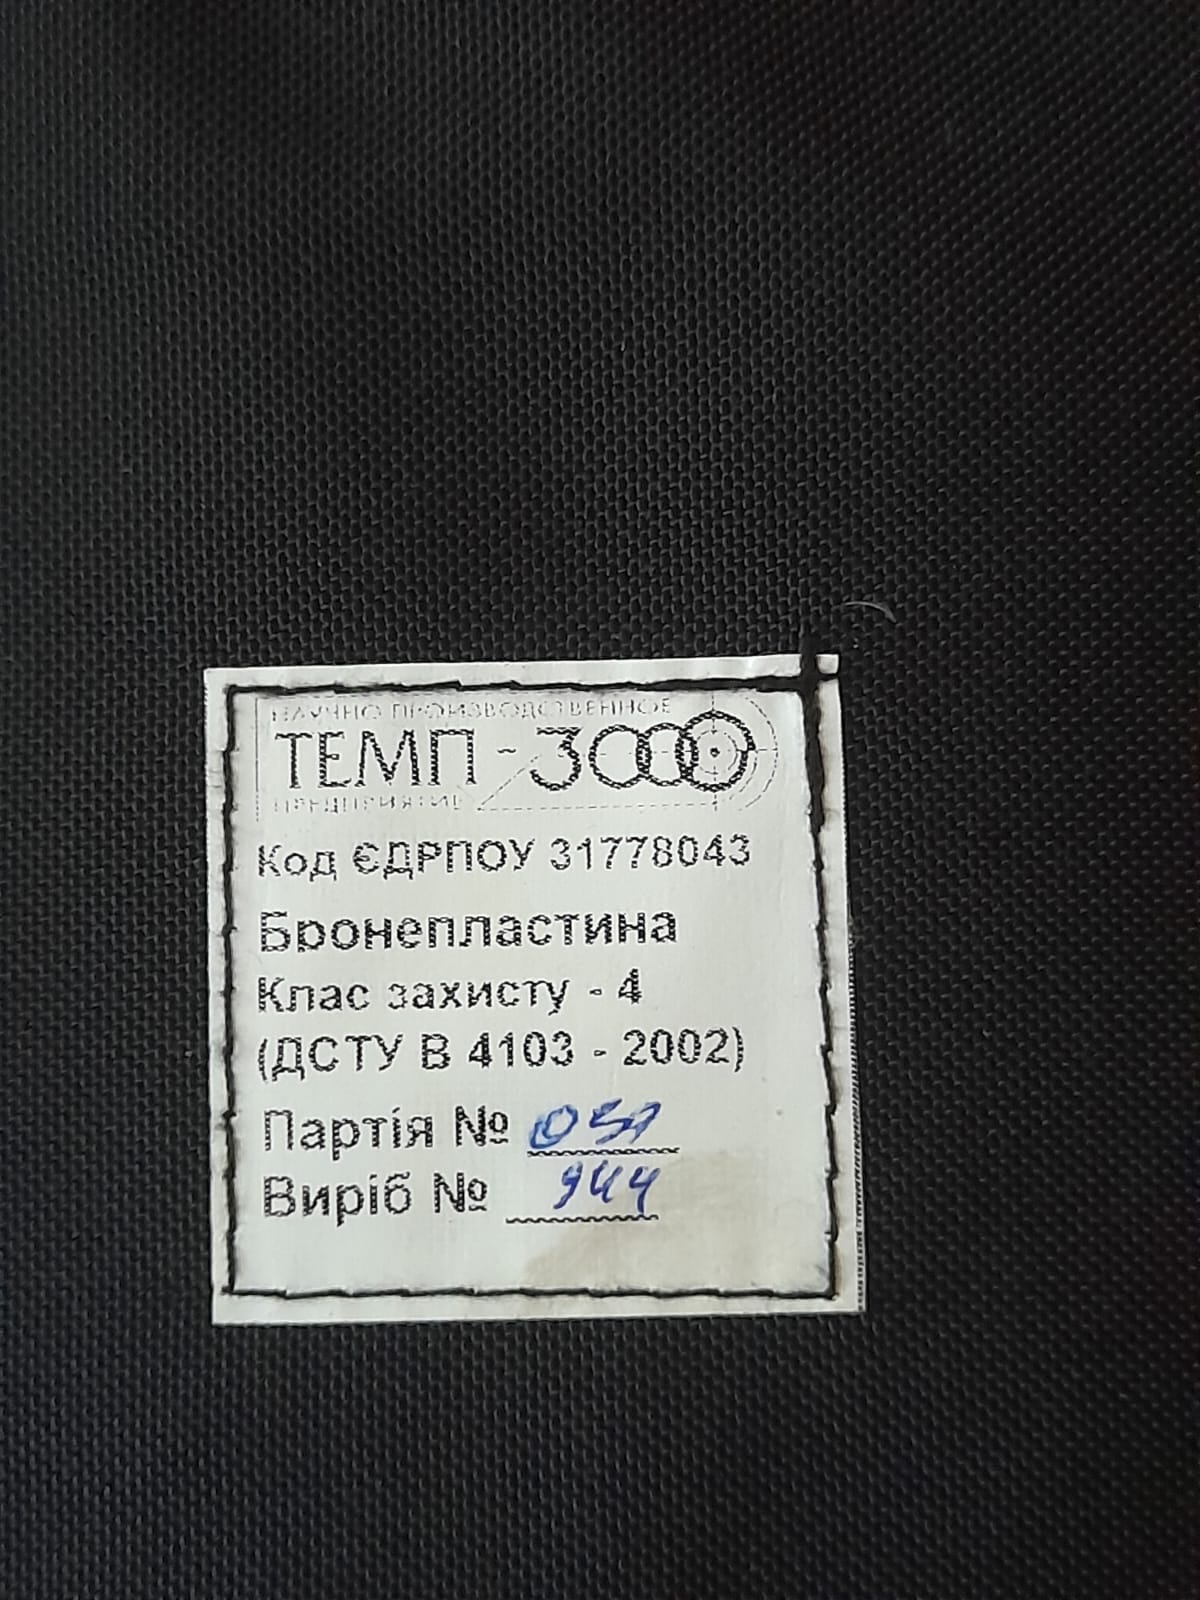 НАУЧНО ПРОИЗВОДСТВЕННОЕ
ТЕМП - 3000
ПРЕДПРИЯТИЕ
Код ЄДРПОУ 31778043
Бронепластина
Клас захисту - 4
(ДСТУ В 4103 - 2002)
Партія № 051
Виріб № 944